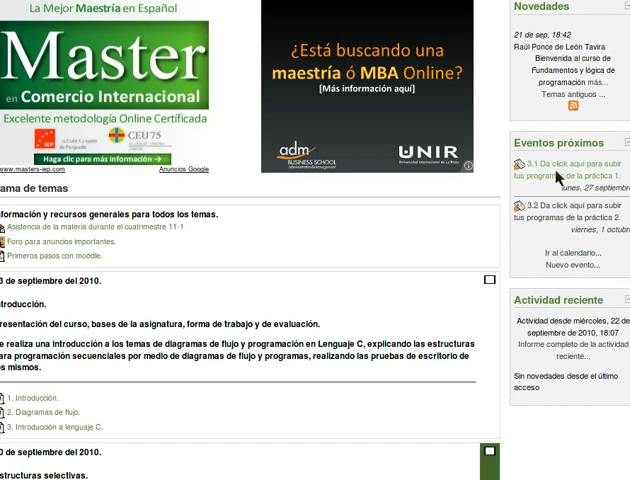 La Mejor Maestría en Español
Master
en Comercio Internacional
Excelente metodología Online Certificada
IEP
CEU75
Haga clic para más información
www.masters-iep.com
Anuncios Google
¿Está buscando una
maestría ó MBA Online?
[Más información aquí]
adm
BUSINESS SCHOOL
UNIR
ama de temas
nformación y recursos generales para todos los temas.
Asistencia de la materia durante el cuatrimestre 11-1
Foro para anuncios importantes.
Primeros pasos con moodle.
3 de septiembre del 2010.
troducción.
resentación del curso, bases de la asignatura, forma de trabajo y de evaluación.
e realiza una introducción a los temas de diagramas de flujo y programación en Lenguaje C, explicando las estructuras
ara programación secuenciales por medio de diagramas de flujo y programas, realizando las pruebas de escritorio de
os mismos.
1. Introducción.
2. Diagramas de flujo.
3. Introducción a lenguaje C.
0 de septiembre del 2010.
structuras selectivas.
Novedades
21 de sep, 18:42
Raúl Ponce de León Tavira
Bienvenida al curso de
Fundamentos y lógica de
programación más...
Temas antiguos ...
Eventos próximos
3.1 Da click aquí para subir
tus programas de la práctica 1.
lunes, 27 septiembr
3.2 Da click aquí para subir
tus programas de la práctica 2.
viernes, 1 octubr
Ir al calendario...
Nuevo evento...
Actividad reciente
Actividad desde miércoles, 22 de
septiembre de 2010, 18:07
Informe completo de la actividad
reciente...
Sin novedades desde el último
acceso